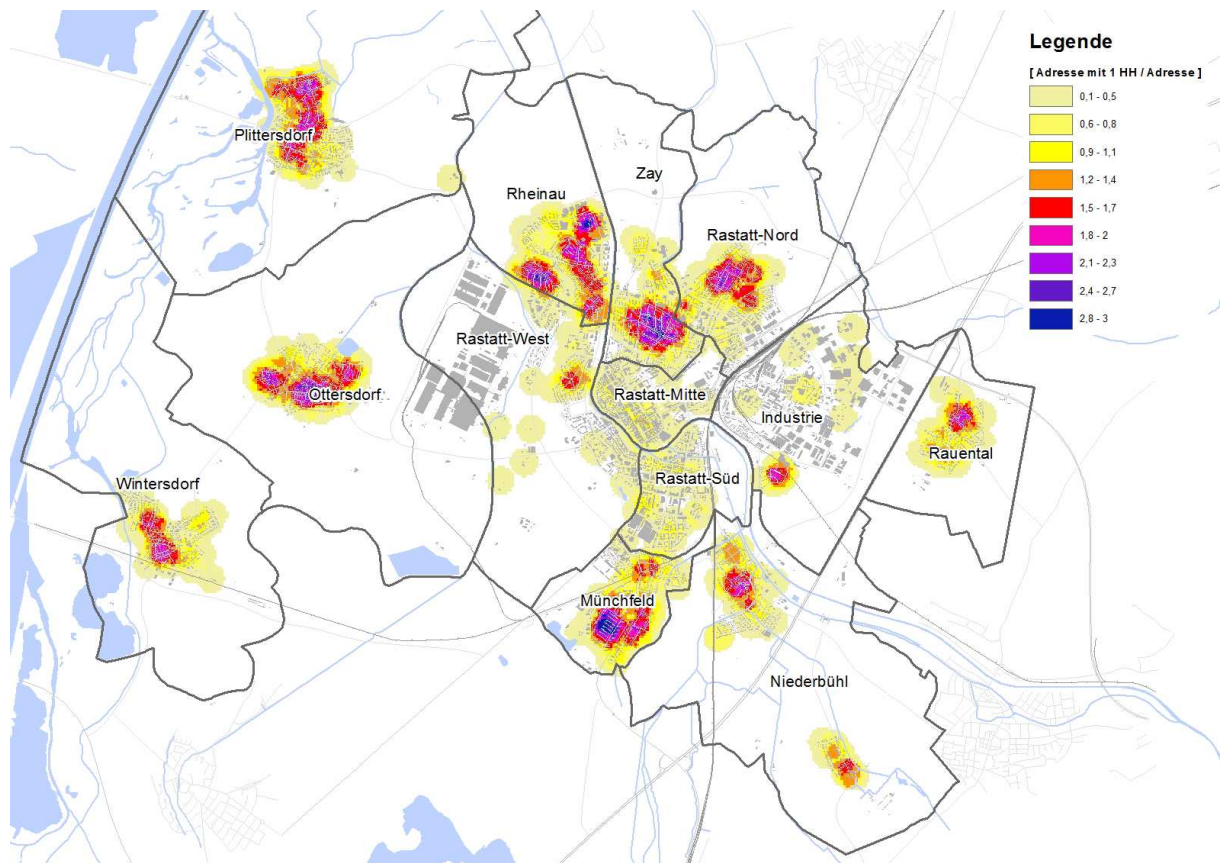 Legende
[ Adresse mit 1 HH / Adresse ]
0,1 - 0,5
0,6 - 0,8
0,9 - 1,1
1,2 - 1,4
1,5 - 1,7
1,8 - 2
2,1 - 2,3
2,4 - 2,7
2,8 - 3
Plittersdorf
Zay
Rheinau
Rastatt-Nord
Rastatt-West
Ottersdorf
Rastatt-Mitte
Industrie
Rauental
Rastatt-Süd
Wintersdorf
Münchfeld
Niederbühl